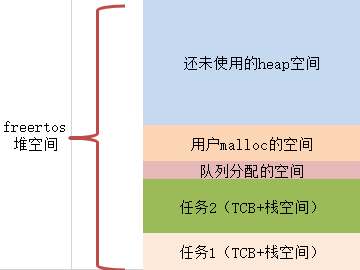 freertos
堆空间
还未使用的heap空间
用户malloc的空间
队列分配的空间
任务2（TCB+栈空间）
任务1（TCB+栈空间）